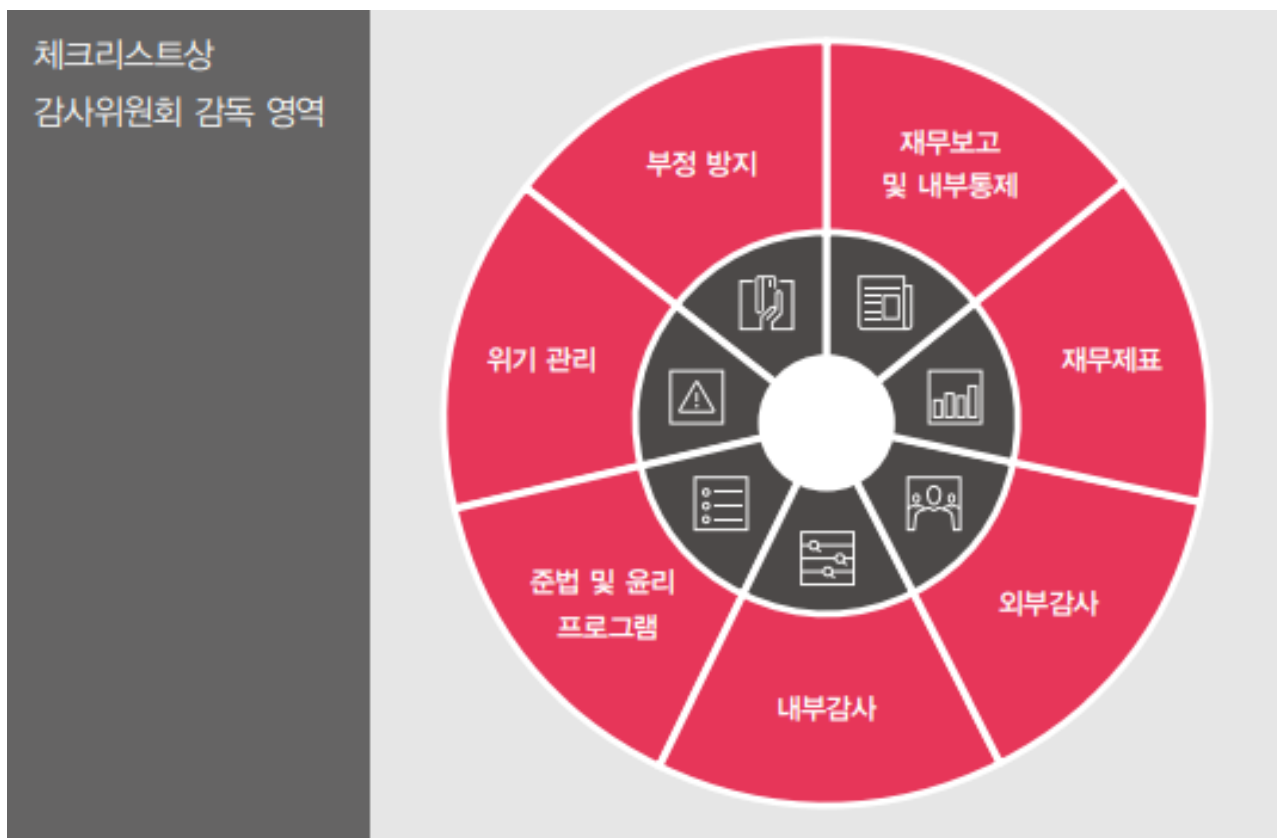 체크리스트상
감사위원회 감독 영역
재무보고
및 내부통제
재무제표
외부감사
내부감사
준법 및 윤리
프로그램
위기 관리
부정 방지